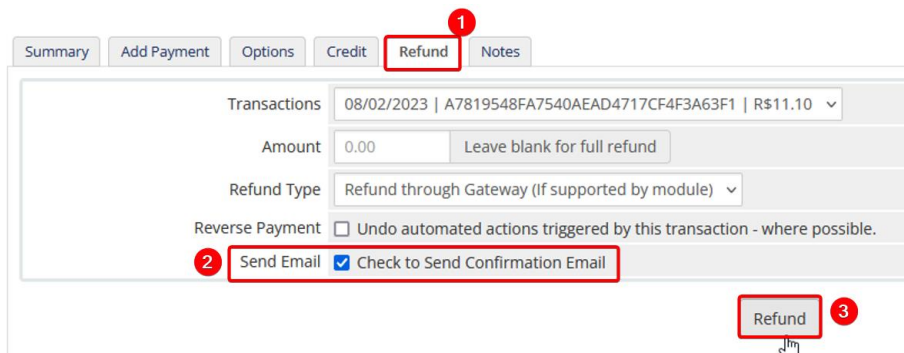 1
Summary Add Payment Options Credit Refund Notes
Transactions 08/02/2023 | A7819548FA7540AEAD4717CF4F3A63F1 | R$11.10
Amount 0.00 Leave blank for full refund
Refund Type Refund through Gateway (If supported by module)
Reverse Payment Undo automated actions triggered by this transaction - where possible.
2 Send Email Check to Send Confirmation Email
Refund 3